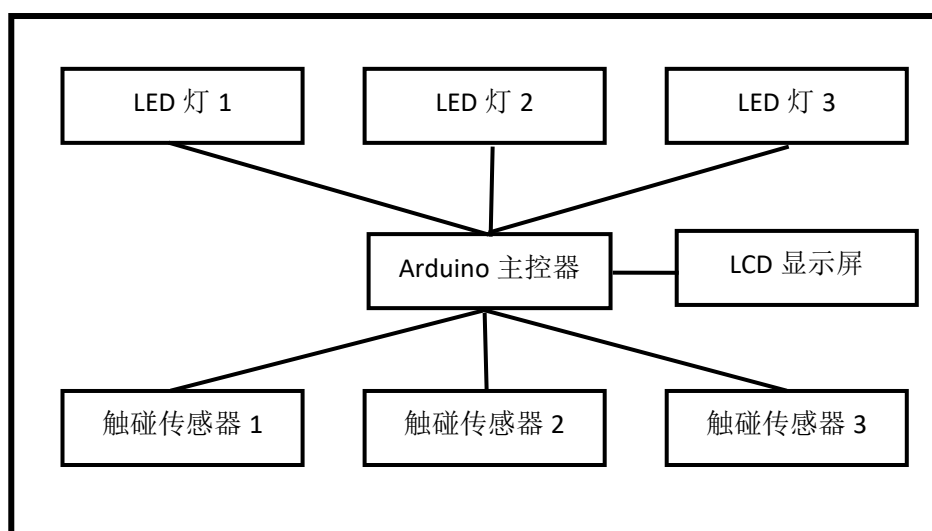 LED 灯 1
LED 灯 2
LED 灯 3
Arduino 主控器
LCD 显示屏
触碰传感器 1
触碰传感器 2
触碰传感器 3